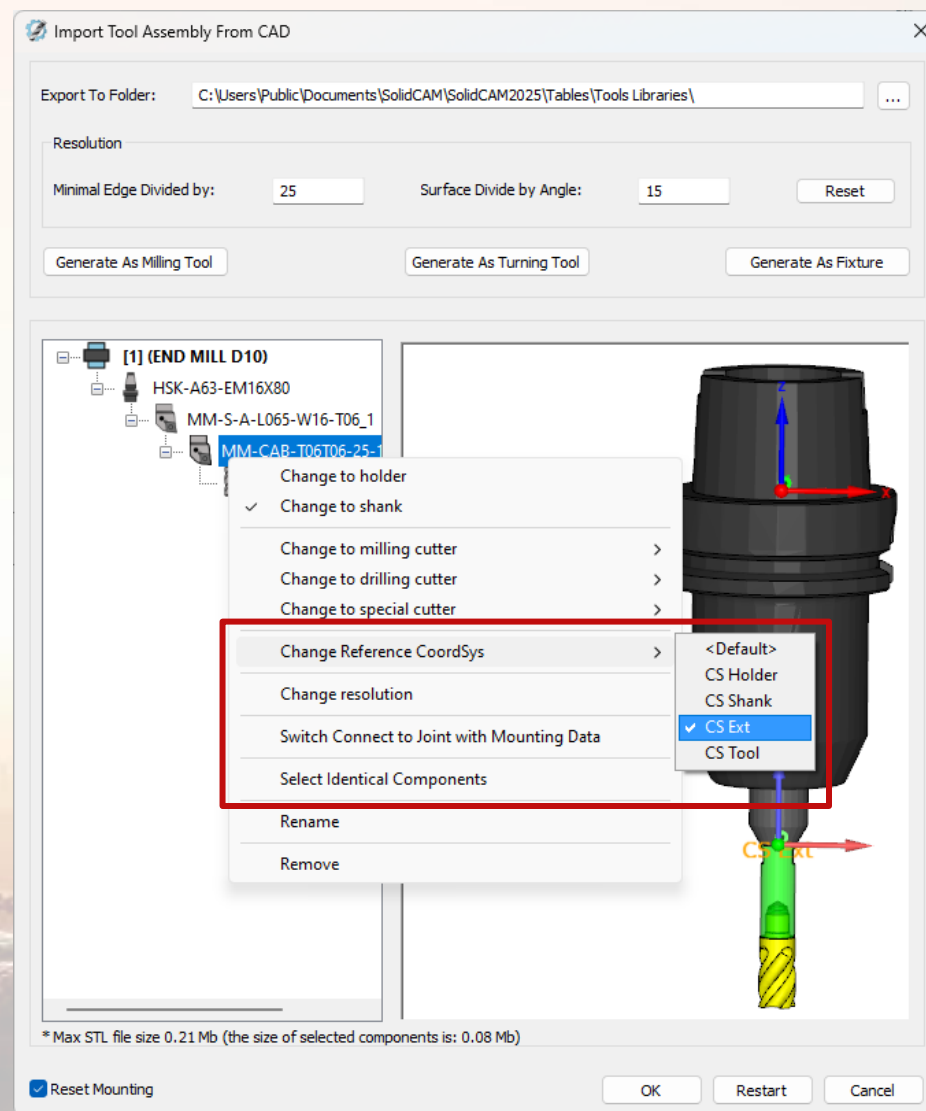 Import Tool Assembly From CAD
Export To Folder: C:\Users\Public\Documents\SolidCAM\SolidCAM2025\Tables\Tools Libraries\ ...
Resolution
Minimal Edge Divided by: 25 Surface Divide by Angle: 15 Reset
Generate As Milling Tool Generate As Turning Tool Generate As Fixture
[1] (END MILL D10)
HSK-A63-EM16X80
MM-S-A-L065-W16-T06_1
MM-CAB-T06T06-25-1
Change to holder
Change to shank
Change to milling cutter
Change to drilling cutter
Change to special cutter
Change Reference CoordSys
Change resolution
Switch Connect to Joint with Mounting Data
Select Identical Components
Rename
Remove
<Default>
CS Holder
CS Shank
CS Ext
CS Tool
z
x
CS Ext
* Max STL file size 0.21 Mb (the size of selected components is: 0.08 Mb)
Reset Mounting OK Restart Cancel